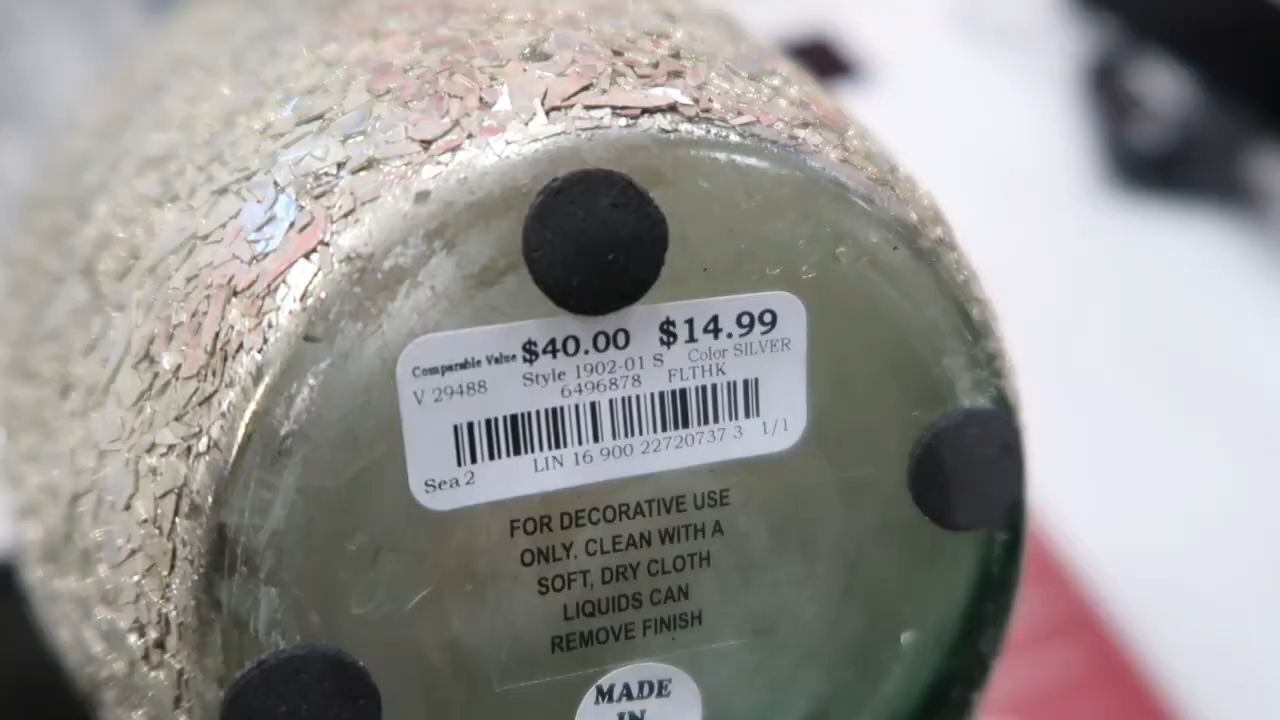 Comparable Value $40.00 $14.99
V 29488 Style 1902-01 S Color SILVER
6496878 FLTHK
LIN 16 900 22720737 3 1/1
Sea 2
FOR DECORATIVE USE
ONLY. CLEAN WITH A
SOFT, DRY CLOTH
LIQUIDS CAN
REMOVE FINISH
MADE
IN